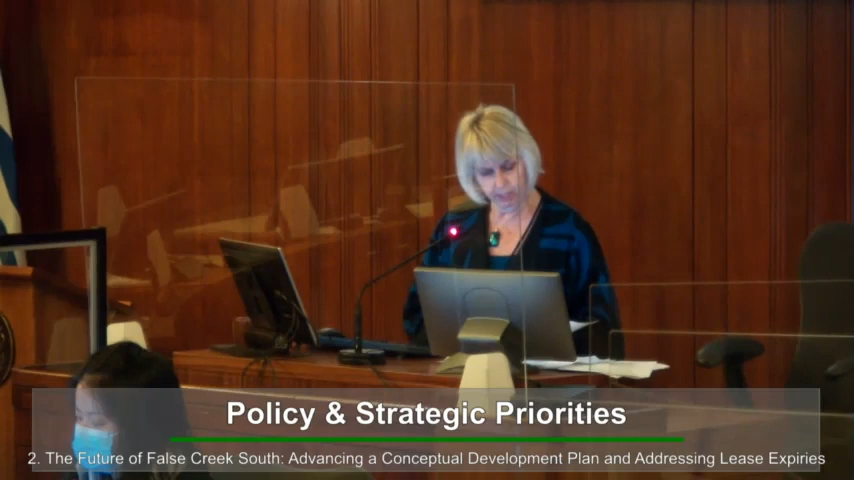 Policy & Strategic Priorities
2. The Future of False Creek South: Advancing a Conceptual Development Plan and Addressing Lease Expiries